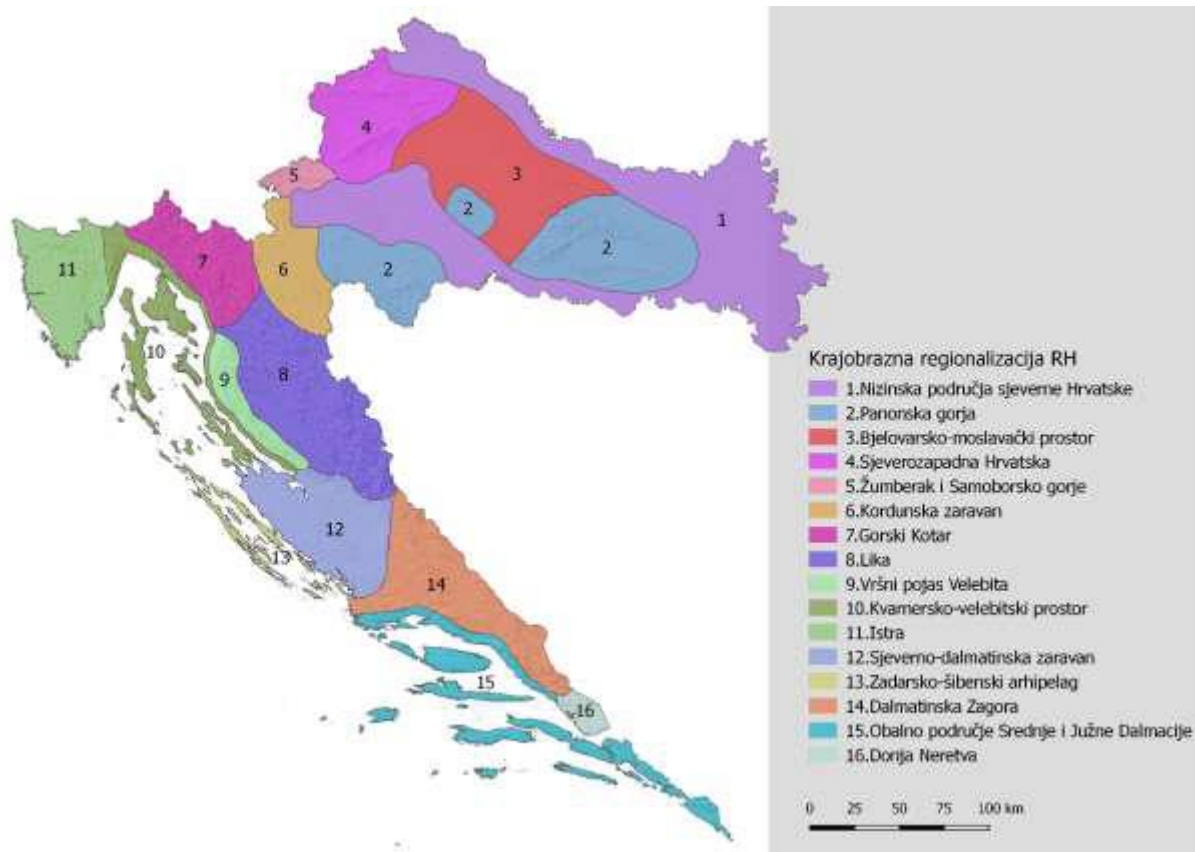 4
3
5
2
1
2
7
6
2
11
10
9
8
12
13
14
15
16
Krajobrazna regionalizacija RH
1.Nizinska područja sjeverne Hrvatske
2.Panonska gorja
3.Bjelovarsko-moslavački prostor
4.Sjeverozapadna Hrvatska
5.Žumberak i Samoborsko gorje
6.Kordunska zaravan
7.Gorski Kotar
8.Lika
9.Vršni pojas Velebita
10.Kvarnersko-velebitski prostor
11.Istra
12.Sjeverno-dalmatinska zaravan
13.Zadarsko-šibenski arhipelag
14.Dalmatinska Zagora
15.Obalno područje Srednje i Južne Dalmacije
16.Donja Neretva
0 25 50 75 100 km